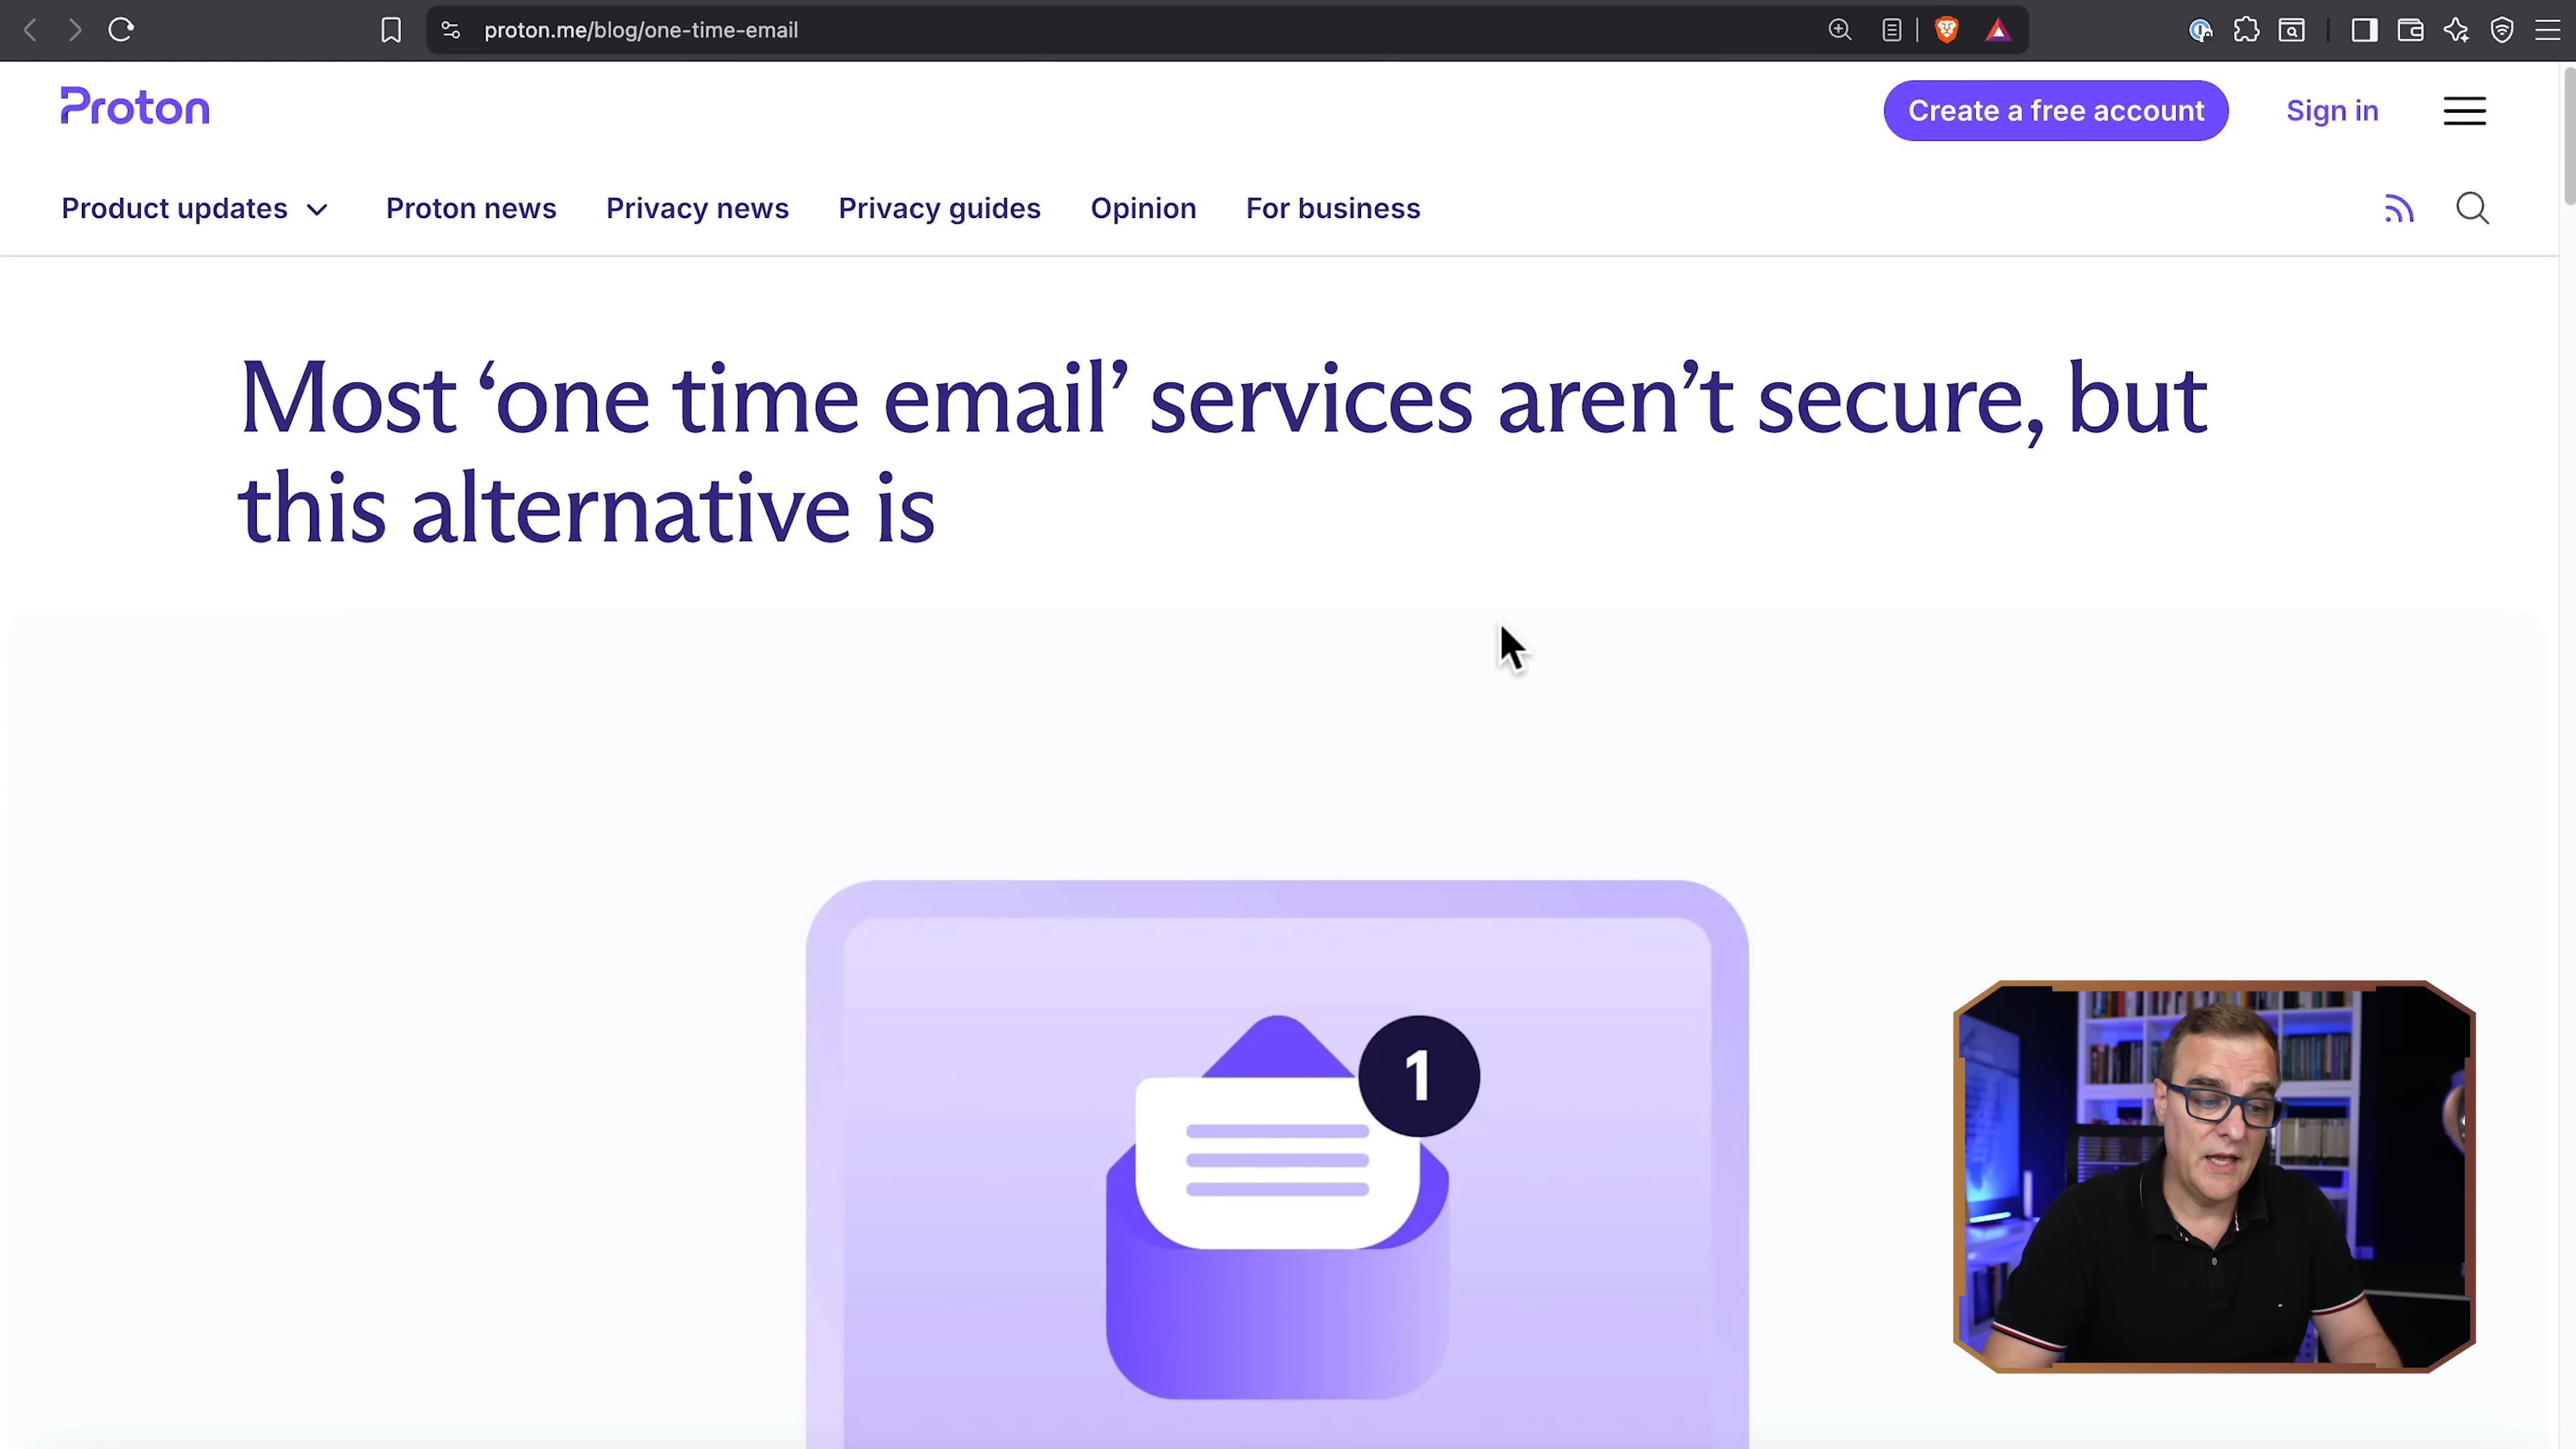 proton.me/blog/one-time-email
Proton
Create a free account
Sign in
Product updates
Proton news
Privacy news
Privacy guides
Opinion
For business
Most ‘one time email’ services aren’t secure, but
this alternative is
1